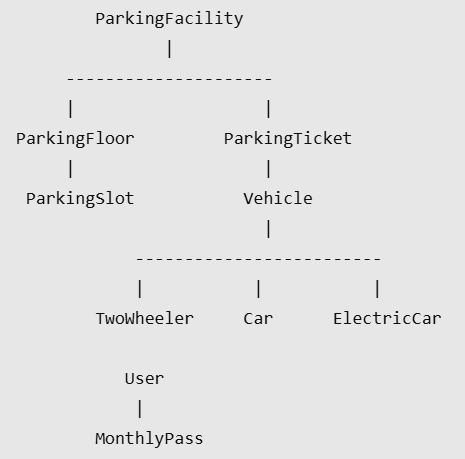 ParkingFacility
|
---------------------
|                   |
ParkingFloor         ParkingTicket
|                   |
ParkingSlot           Vehicle
|
-------------------------
|           |           |
TwoWheeler     Car      ElectricCar
User
|
MonthlyPass